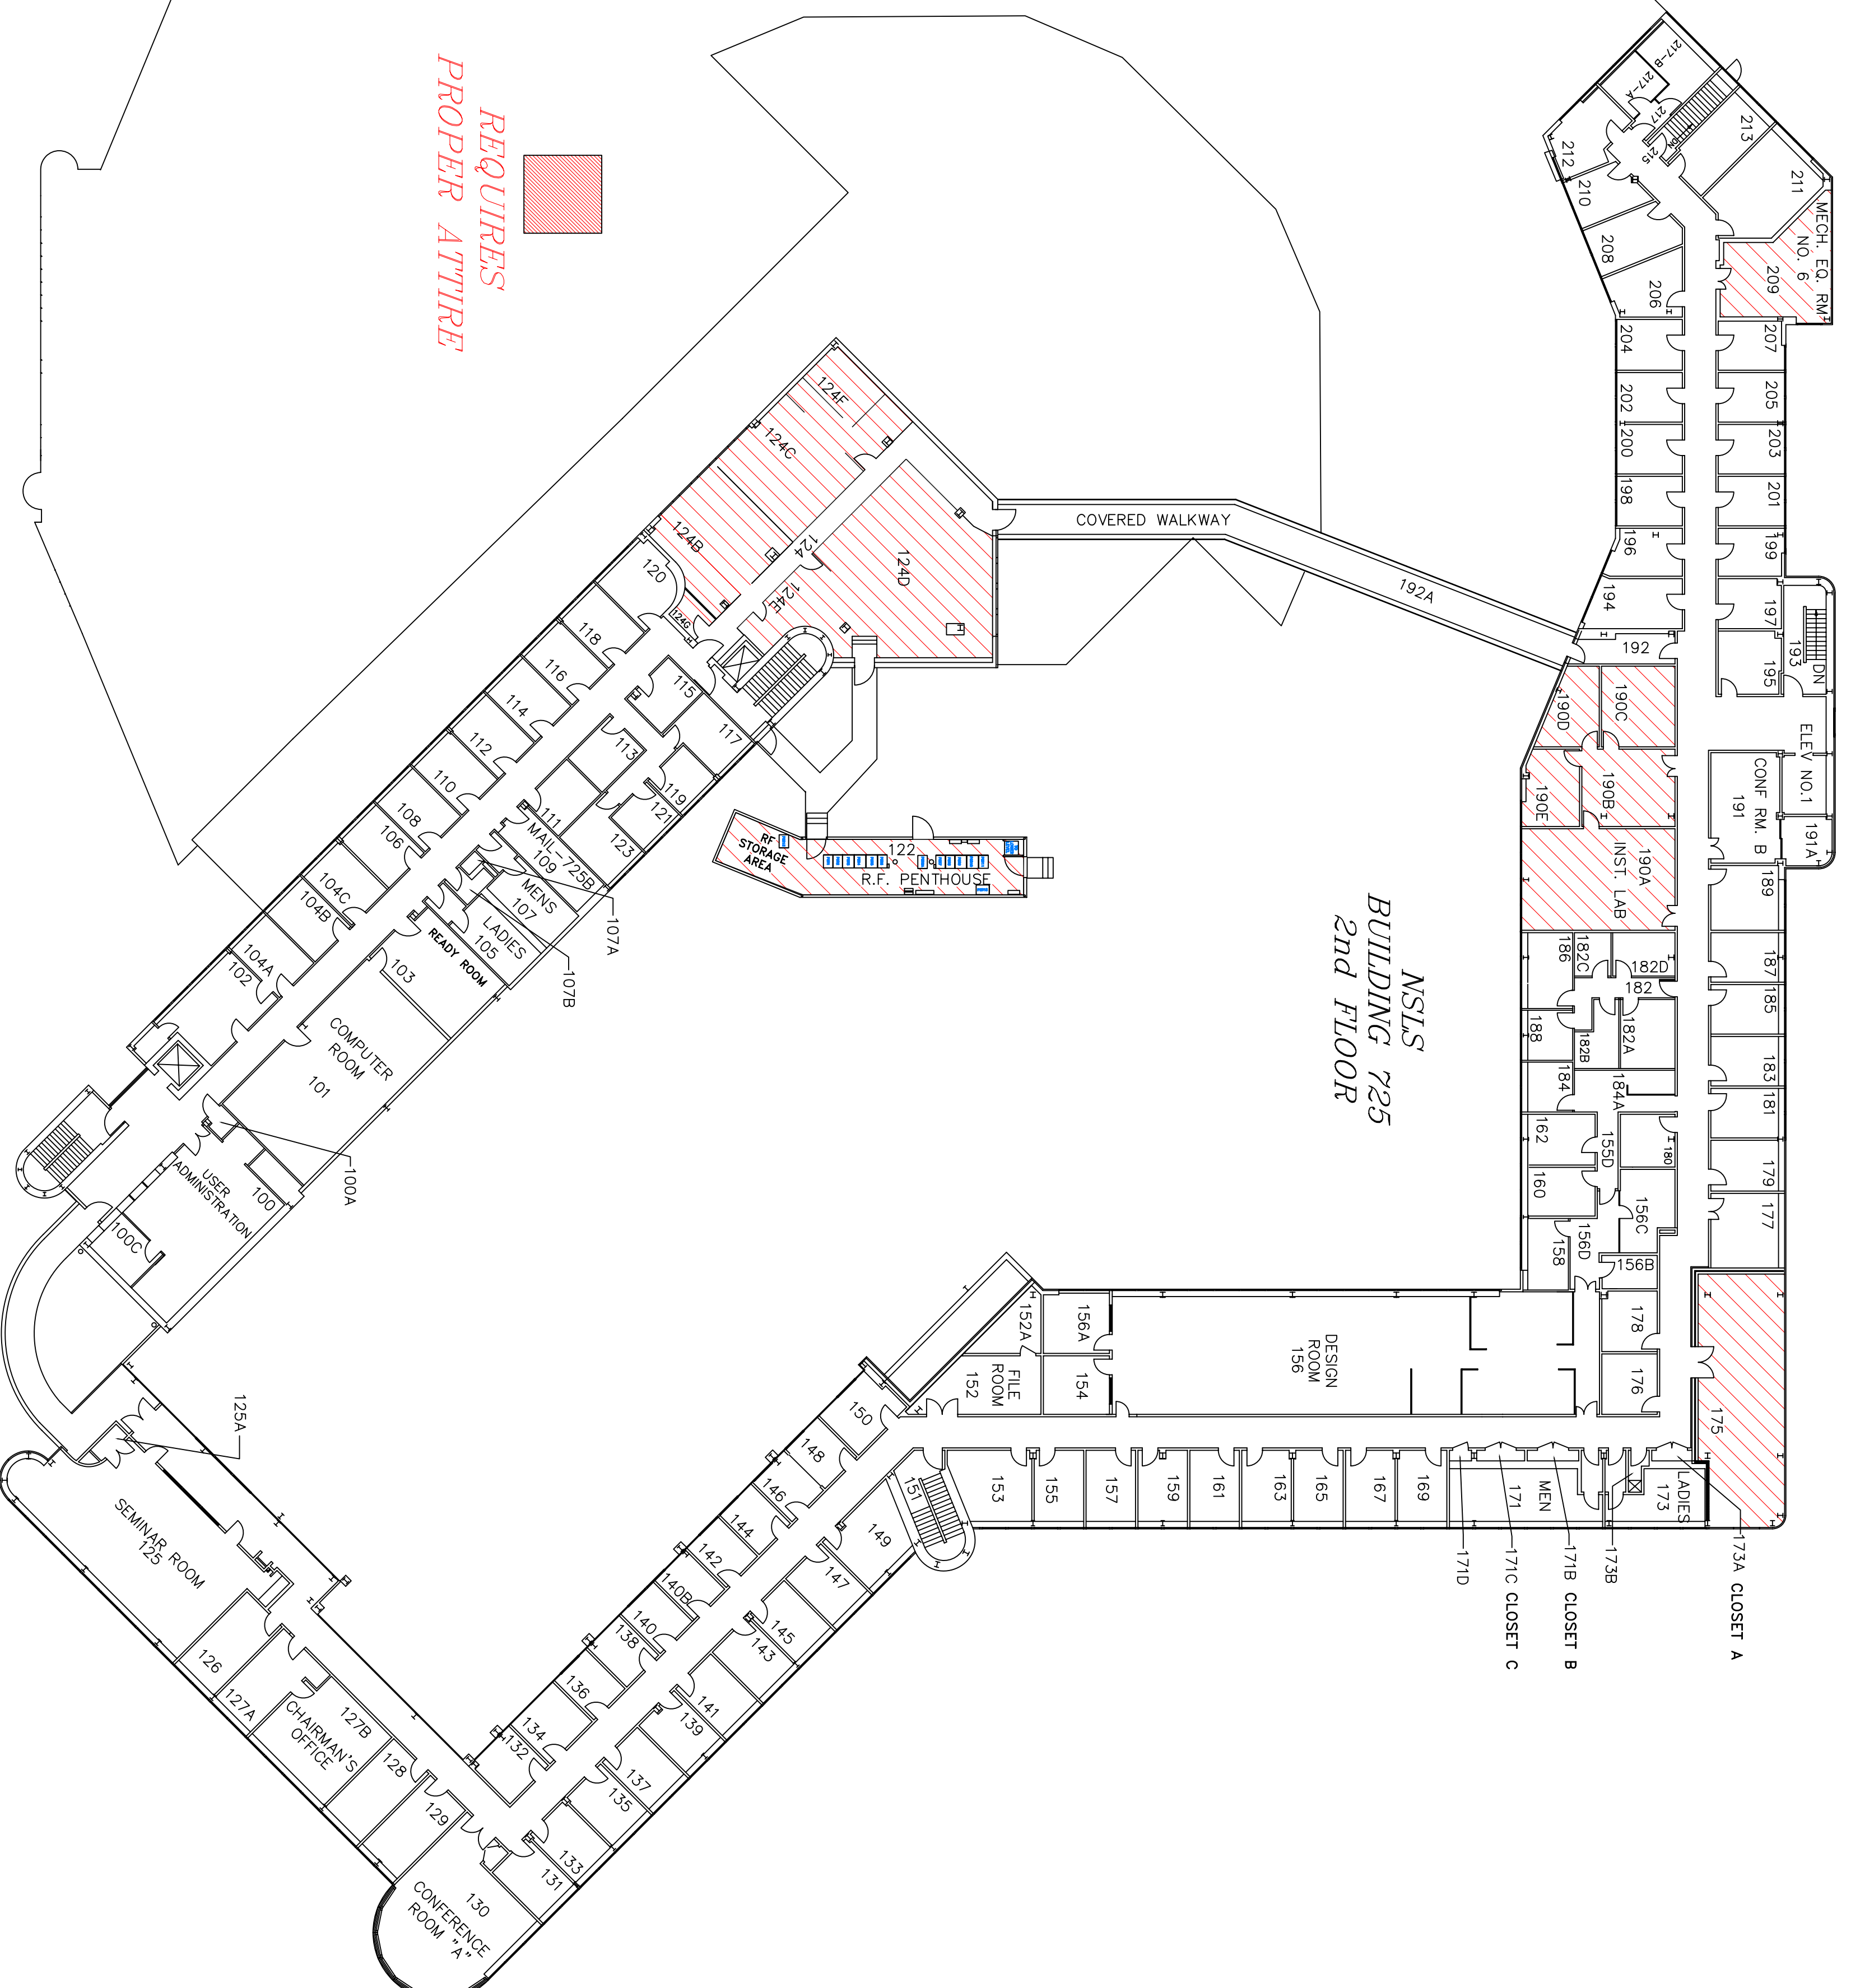 REQUIRES
PROPER ATTIRE
NSLS
BUILDING 725
2nd FLOOR
217-B
217-A
217
215
DN
213
211
MECH. EQ. RM
NO. 6
209
212
210
208
206
204
202
200
198
196
194
192
207
205
203
201
199
197
195
193
DN
ELEV NO.1
CONF RM. B
191
191A
COVERED WALKWAY
192A
190D
190C
190B
190E
190A
INST. LAB
189
187
185
183
181
179
177
175
186
182C
182D
182
182A
182B
188
184
184A
162
155D
180
160
156C
156D
158
156B
178
176
DESIGN
ROOM
156
156A
154
152A
FILE
ROOM
152
150
148
146
144
142
140B
140
138
136
134
132
151
153
155
157
159
161
163
165
167
169
171
MEN
LADIES
173
173A CLOSET A
173B
171B CLOSET B
171C CLOSET C
171D
149
147
145
143
141
139
137
135
133
131
130
CONFERENCE
ROOM "A"
129
128
127B
CHAIRMAN'S
OFFICE
127A
126
SEMINAR ROOM
125
125A
100C
USER
ADMINISTRATION
100
100A
COMPUTER
ROOM
101
103
READY ROOM
LADIES
105
MENS
107
107A
107B
MAIL-725B
109
111
113
115
117
119
121
123
102
104A
104B
104C
106
108
110
112
114
116
118
120
124G
124B
124C
124F
124
124E
124D
122
R.F. PENTHOUSE
RF
STORAGE
AREA